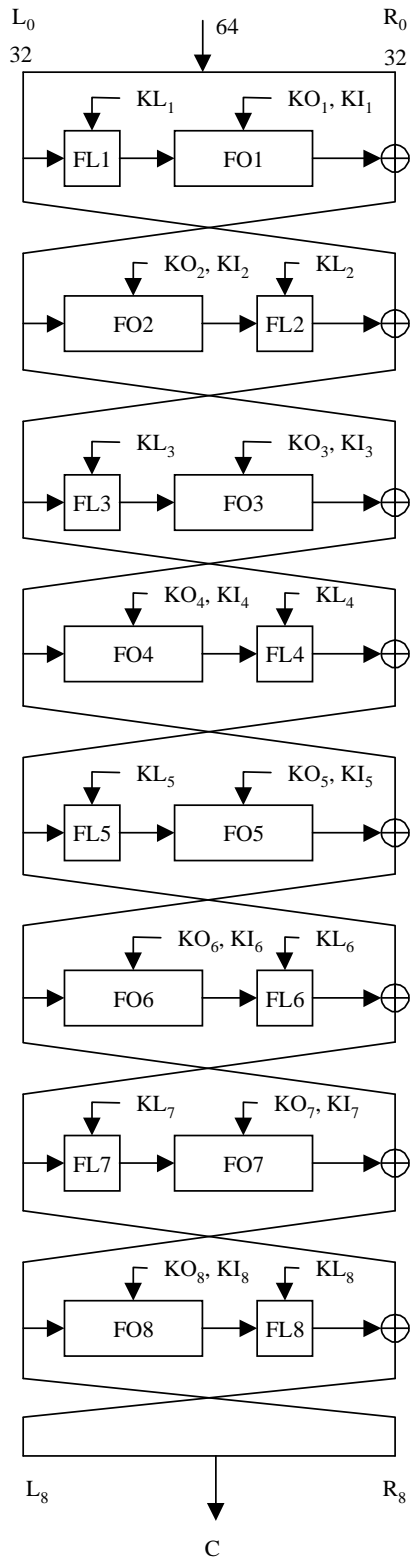 L0 R0
64
32 32
KL1 KO1, KI1
FL1 FO1
KO2, KI2 KL2
FO2 FL2
KL3 KO3, KI3
FL3 FO3
KO4, KI4 KL4
FO4 FL4
KL5 KO5, KI5
FL5 FO5
KO6, KI6 KL6
FO6 FL6
KL7 KO7, KI7
FL7 FO7
KO8, KI8 KL8
FO8 FL8
L8 R8
C